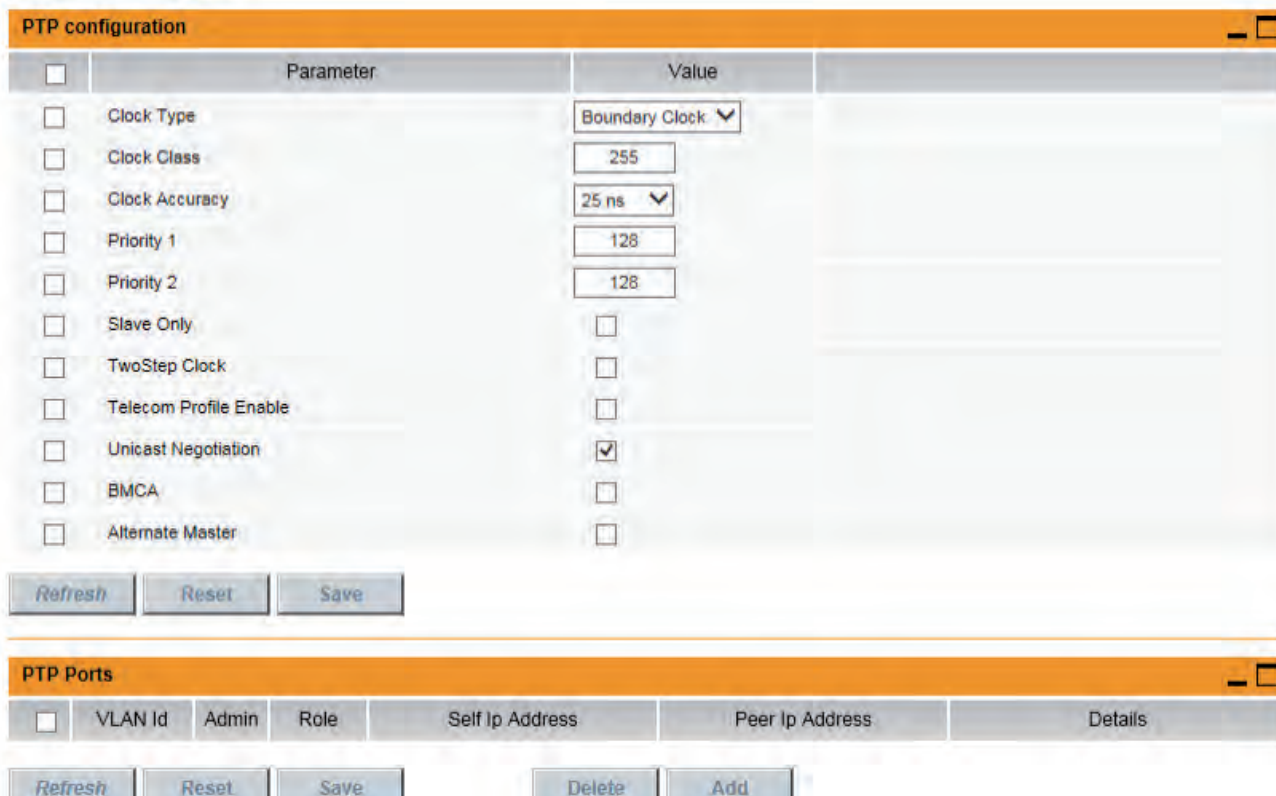 PTP configuration
Parameter Value
Clock Type Boundary Clock
Clock Class 255
Clock Accuracy 25 ns
Priority 1 128
Priority 2 128
Slave Only
TwoStep Clock
Telecom Profile Enable
Unicast Negotiation
BMCA
Alternate Master
Refresh Reset Save
PTP Ports
VLAN Id Admin Role Self Ip Address Peer Ip Address Details
Refresh Reset Save Delete Add